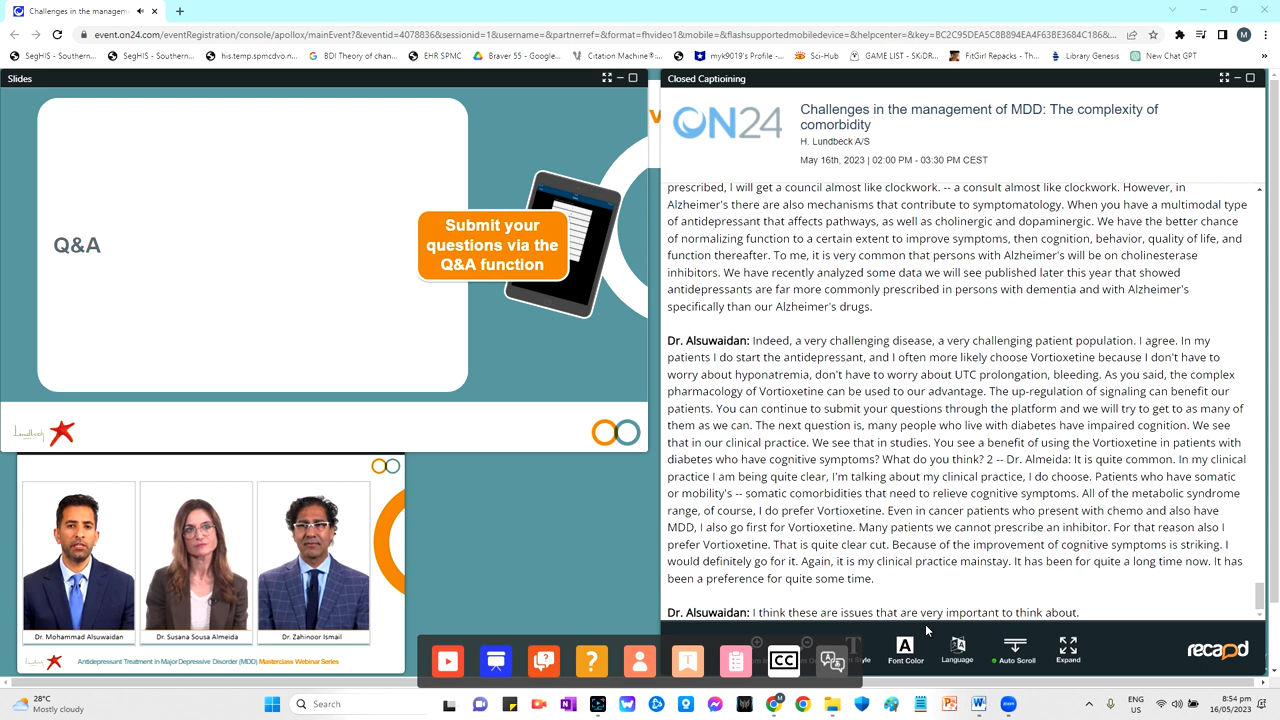 Challenges in the managem
event.on24.com/eventRegistration/console/apollox/mainEvent?&eventid=4078836&sessionid=1&username=&partnerref=&format=fhvideo1&mobile=&flashsupportedmobiledevice=&helpcenter=&key=BC2C95DEA5C8B894EA4F63BE3684C186&...
M
SegHIS - Southern...
SegHIS - Southern...
his.temp.spmcdvo.n...
BDI Theory of chan...
EHR SPMC
Braver 55 - Google...
Citation Machine®...
myk9019's Profile -...
Sci-Hub
GAME LIST - SKiDR...
FitGirl Repacks - Th...
Library Genesis
New Chat GPT
»
Slides
Closed Captioining
ON24
Challenges in the management of MDD: The complexity of
comorbidity
H. Lundbeck A/S
May 16th, 2023 | 02:00 PM - 03:30 PM CEST
Q&A
Submit your
questions via the
Q&A function
prescribed, I will get a council almost like clockwork. -- a consult almost like clockwork. However, in
Alzheimer's there are also mechanisms that contribute to symptomatology. When you have a multimodal type
of antidepressant that affects pathways, as well as cholinergic and dopaminergic. We have the better chance
of normalizing function to a certain extent to improve symptoms, then cognition, behavior, quality of life, and
function thereafter. To me, it is very common that persons with Alzheimer's will be on cholinesterase
inhibitors. We have recently analyzed some data we will see published later this year that showed
antidepressants are far more commonly prescribed in persons with dementia and with Alzheimer's
specifically than our Alzheimer's drugs.
Dr. Alsuwaidan: Indeed, a very challenging disease, a very challenging patient population. I agree. In my
patients I do start the antidepressant, and I often more likely choose Vortioxetine because I don't have to
worry about hyponatremia, don't have to worry about UTC prolongation, bleeding. As you said, the complex
pharmacology of Vortioxetine can be used to our advantage. The up-regulation of signaling can benefit our
patients. You can continue to submit your questions through the platform and we will try to get to as many of
them as we can. The next question is, many people who live with diabetes have impaired cognition. We see
that in our clinical practice. We see that in studies. You see a benefit of using the Vortioxetine in patients with
diabetes who have cognitive symptoms? What do you think? 2 -- Dr. Almeida: It is quite common. In my clinical
practice I am being quite clear, I'm talking about my clinical practice, I do choose. Patients who have somatic
or mobility's -- somatic comorbidities that need to relieve cognitive symptoms. All of the metabolic syndrome
range, of course, I do prefer Vortioxetine. Even in cancer patients who present with chemo and also have
MDD, I also go first for Vortioxetine. Many patients we cannot prescribe an inhibitor. For that reason also I
prefer Vortioxetine. That is quite clear cut. Because of the improvement of cognitive symptoms is striking. I
would definitely go for it. Again, it is my clinical practice mainstay. It has been for quite a long time now. It has
been a preference for quite some time.
Dr. Alsuwaidan: I think these are issues that are very important to think about.
Lundbeck
Dr. Mohammad Alsuwaidan
Dr. Susana Sousa Almeida
Dr. Zahinoor Ismail
Lundbeck
Antidepressant Treatment in Major Depressive Disorder (MDD) Masterclass Webinar Series
CC
Font Color
Language
Auto Scroll
Expand
recapd
28°C
Mostly cloudy
Search
ENG
US
8:54 pm
16/05/2023